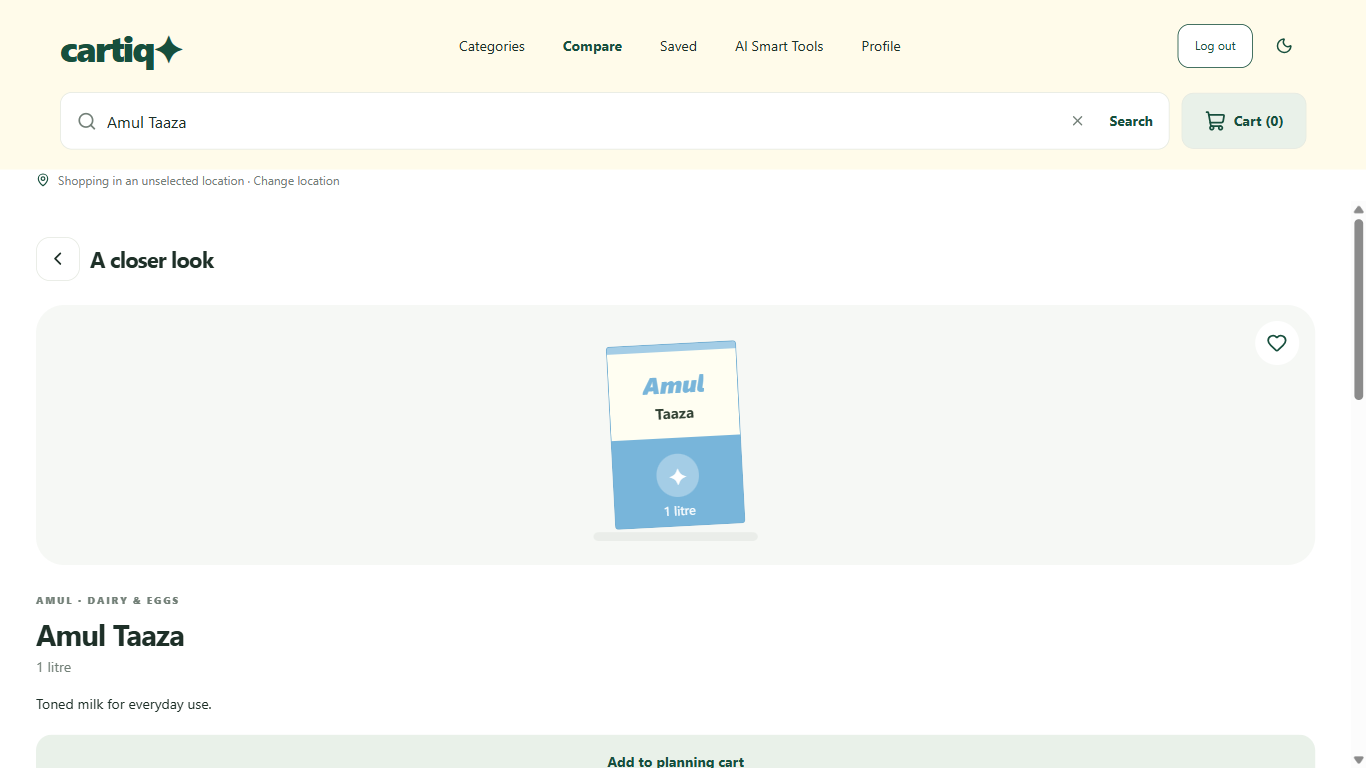 cartiq
Categories
Compare
Saved
AI Smart Tools
Profile
Log out
Amul Taaza
Search
Cart (0)
Shopping in an unselected location · Change location
A closer look
Amul
Taaza
1 litre
AMUL · DAIRY & EGGS
Amul Taaza
1 litre
Toned milk for everyday use.
Add to planning cart